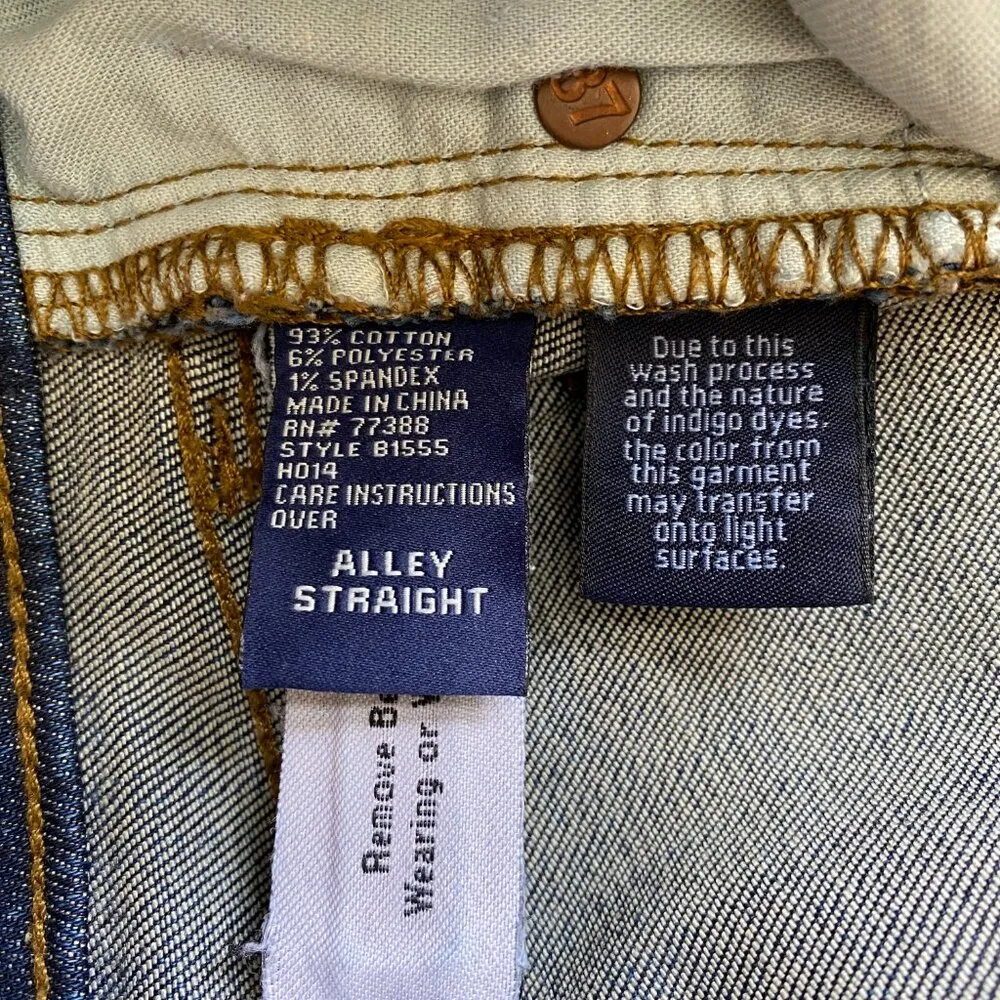 37
93% COTTON
6% POLYESTER
1% SPANDEX
MADE IN CHINA
RN# 77388
STYLE B1555
H014
CARE INSTRUCTIONS
OVER
ALLEY
STRAIGHT
Due to this
wash process
and the nature
of indigo dyes,
the color from
this garment
may transfer
onto light
surfaces.
Remove
Wearing or